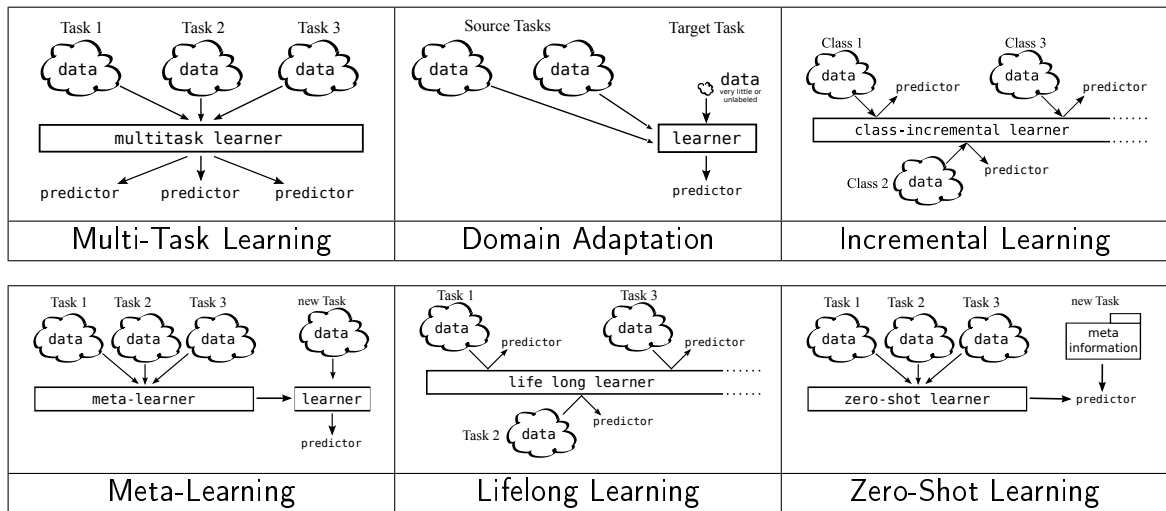 Task 1 Task 2 Task 3
data data data
multitask learner
predictor predictor predictor
Multi-Task Learning
Source Tasks Target Task
data data data
very little or
unlabeled
learner
predictor
Domain Adaptation
Class 1 Class 3
data predictor data predictor
class-incremental learner
Class 2 data predictor
Incremental Learning
Task 1 Task 2 Task 3 new Task
data data data data
meta-learner learner
predictor
Meta-Learning
Task 1 Task 3
data predictor data predictor
life long learner
Task 2 data predictor
Lifelong Learning
Task 1 Task 2 Task 3 new Task
data data data meta
information
zero-shot learner predictor
Zero-Shot Learning